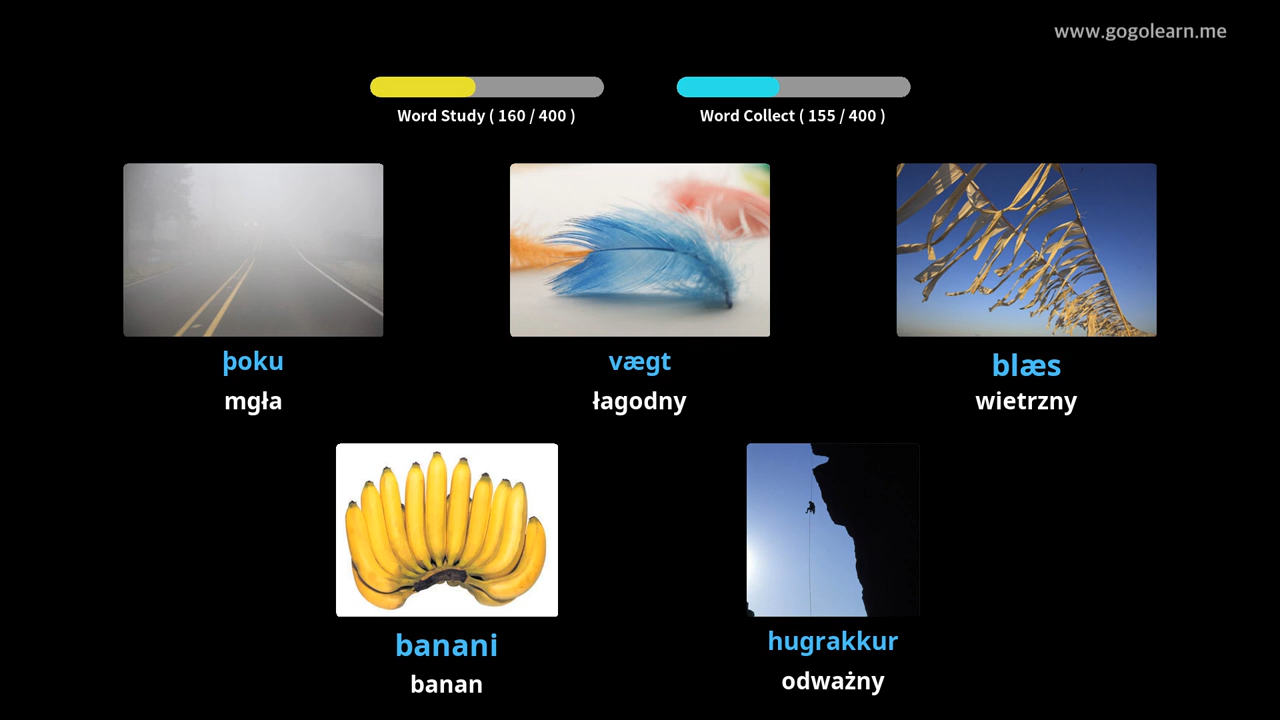 www.gogolearn.me
Word Study ( 160 / 400 )
Word Collect ( 155 / 400 )
þoku
vægt
blæs
mgła
łagodny
wietrzny
banani
hugrakkur
banan
odważny